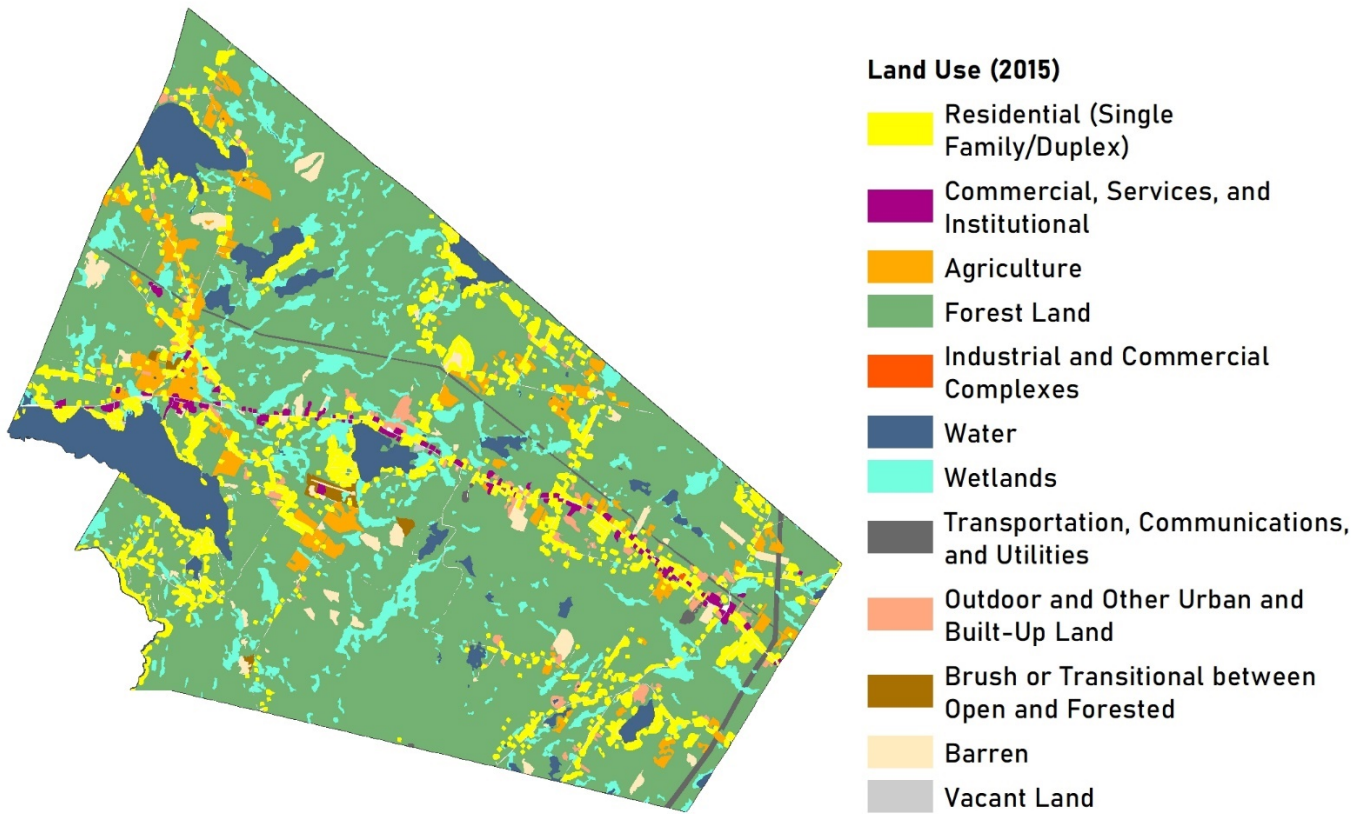 Land Use (2015)
Residential (Single
Family/Duplex)
Commercial, Services, and
Institutional
Agriculture
Forest Land
Industrial and Commercial
Complexes
Water
Wetlands
Transportation, Communications,
and Utilities
Outdoor and Other Urban and
Built-Up Land
Brush or Transitional between
Open and Forested
Barren
Vacant Land